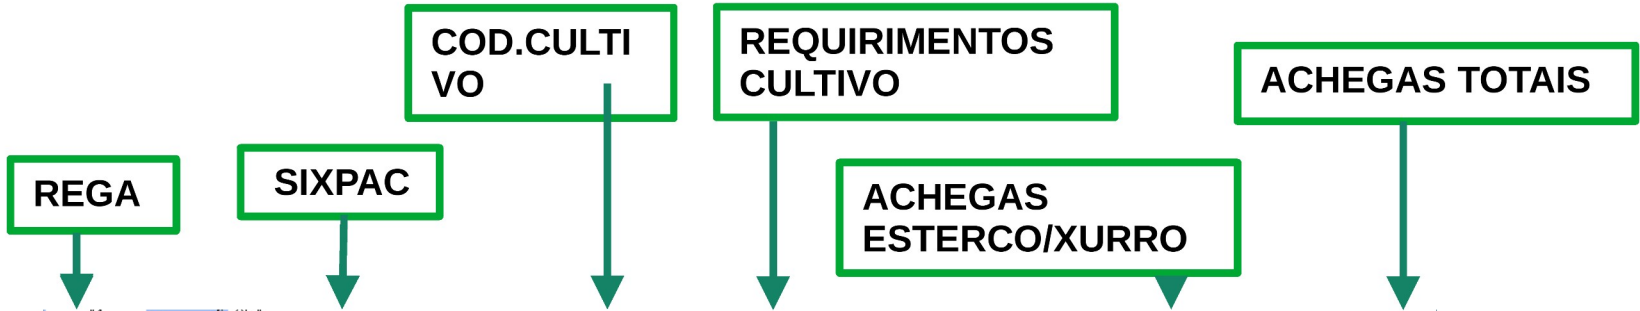 COD.CULTI
VO
REQUIRIMENTOS
CULTIVO
ACHEGAS TOTAIS
REGA
SIXPAC
ACHEGAS
ESTERCO/XURRO